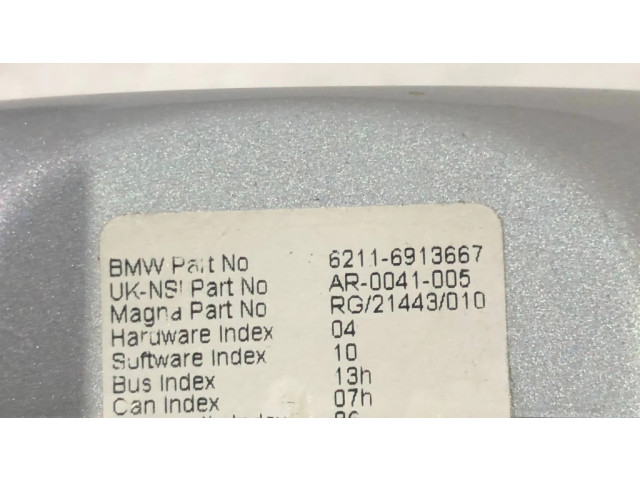 BMW Part No 6211-6913667
UK-NSI Part No AR-0041-005
Magna Part No RG/21443/010
Hardware Index 04
Software Index 10
Bus Index 13h
Can Index 07h